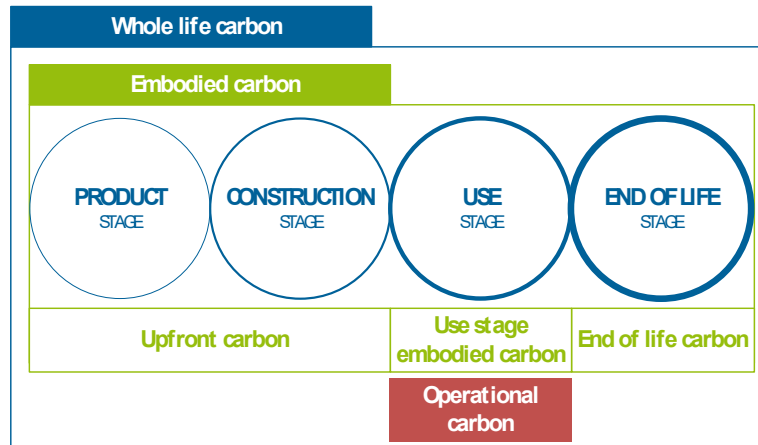 Whole life carbon
Embodied carbon
PRODUCT
STAGE
CONSTRUCTION
STAGE
USE
STAGE
END OF LIFE
STAGE
Upfront carbon
Use stage
embodied carbon
End of life carbon
Operational
carbon